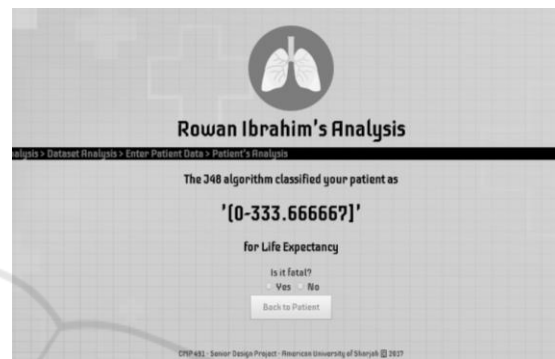 Rowan Ibrahim's Analysis
alysis > Dataset Analysis > Enter Patient Data > Patient's Analysis
The J48 algorithm classified your patient as
'(0-333.666667]'
for Life Expectancy
Is it fatal?
Yes No
Back to Patient
CMP491 - Senior Design Project - American University of Sharjah 2017